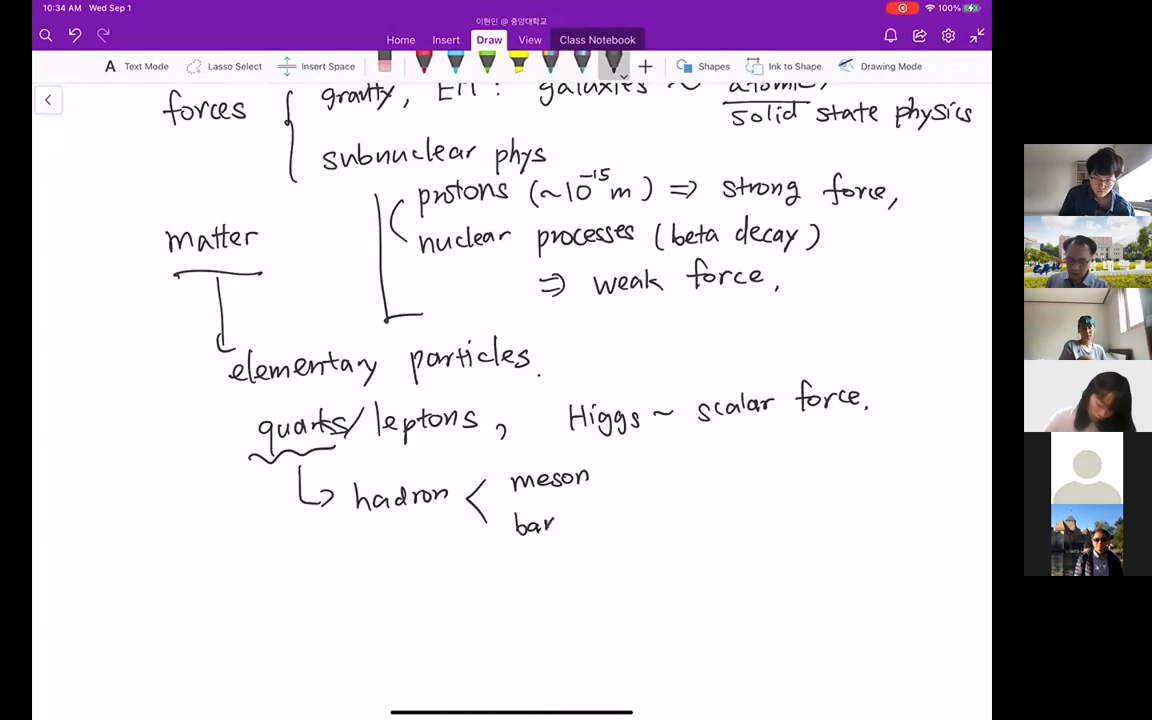 10:34 AM Wed Sep 1
100%
이현민 @ 중앙대학교
Home Insert Draw View Class Notebook
Text Mode Lasso Select Insert Space Shapes Ink to Shape Drawing Mode
forces gravity, EM : galaxies ~ atomic,
solid state physics
subnuclear phys
protons (~10⁻¹⁵ m) ⇒ strong force,
matter nuclear processes (beta decay)
⇒ weak force,
elementary particles.
quarks/leptons, Higgs ~ scalar force.
↳ hadron < meson
bar